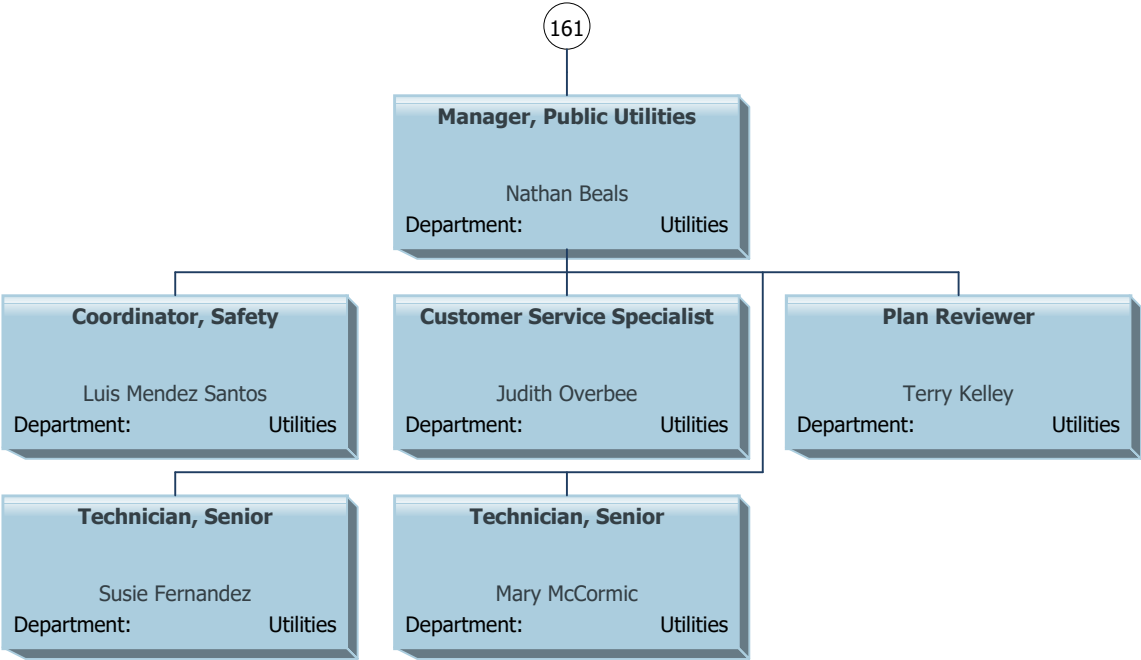 161
Manager, Public Utilities
Nathan Beals
Department: Utilities
Coordinator, Safety
Luis Mendez Santos
Department: Utilities
Customer Service Specialist
Judith Overbee
Department: Utilities
Plan Reviewer
Terry Kelley
Department: Utilities
Technician, Senior
Susie Fernandez
Department: Utilities
Technician, Senior
Mary McCormic
Department: Utilities